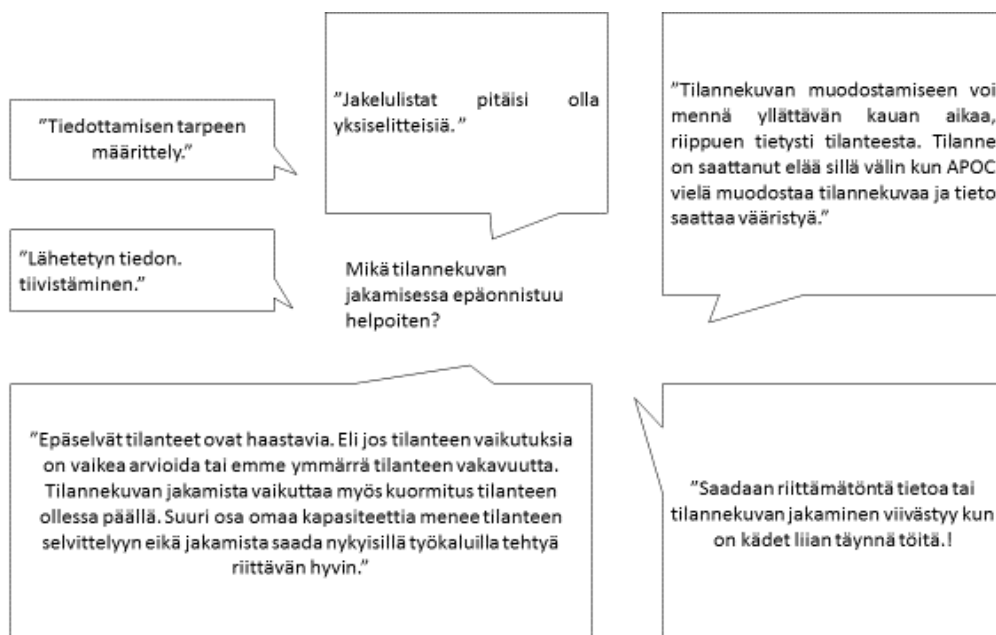 "Tiedottamisen tarpeen
määrittely."
"Jakelulistat pitäisi olla
yksiselitteisiä. "
"Tilannekuvan muodostamiseen voi
mennä yllättävän kauan aikaa,
riippuen tietysti tilanteesta. Tilanne
on saattanut elää sillä välin kun APOC
vielä muodostaa tilannekuvaa ja tieto
saattaa vääristyä."
"Lähetetyn tiedon.
tiivistäminen."
Mikä tilannekuvan
jakamisessa epäonnistuu
helpoiten?
"Epäselvät tilanteet ovat haastavia. Eli jos tilanteen vaikutuksia
on vaikea arvioida tai emme ymmärrä tilanteen vakavuutta.
Tilannekuvan jakamista vaikuttaa myös kuormitus tilanteen
ollessa päällä. Suuri osa omaa kapasiteettia menee tilanteen
selvittelyyn eikä jakamista saada nykyisillä työkaluilla tehtyä
riittävän hyvin."
"Saadaan riittämätöntä tietoa tai
tilannekuvan jakaminen viivästyy kun
on kädet liian täynnä töitä.!